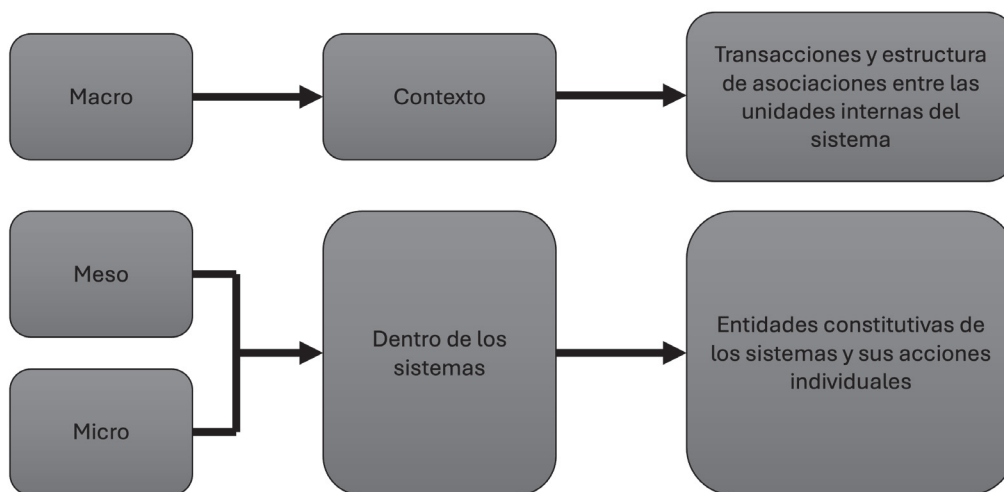 Macro
Contexto
Transacciones y estructura
de asociaciones entre las
unidades internas del
sistema
Meso
Micro
Dentro de los
sistemas
Entidades constitutivas de
los sistemas y sus acciones
individuales